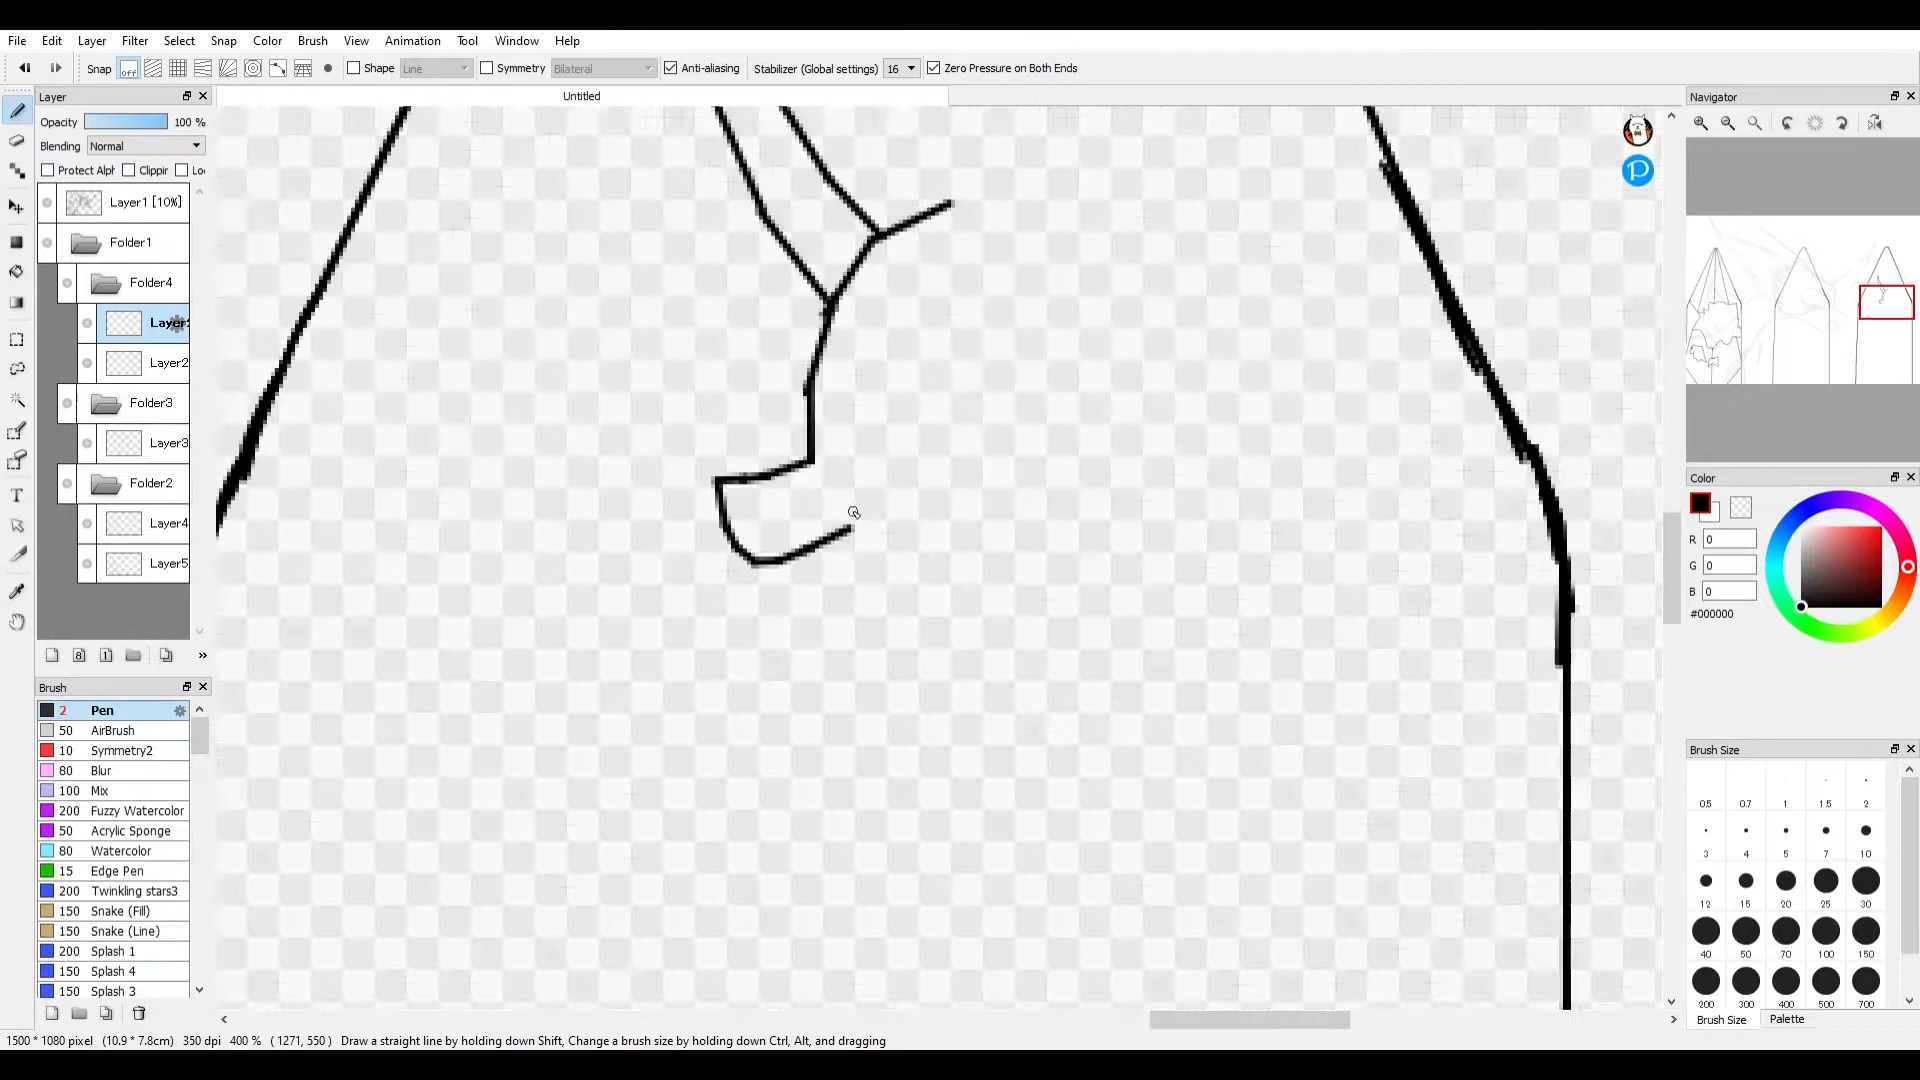 File Edit Layer Filter Select Snap Color Brush View Animation Tool Window Help
Snap off Shape Line Symmetry Bilateral Anti-aliasing Stabilizer (Global settings) 16 Zero Pressure on Both Ends
Layer
Untitled
Navigator
Opacity 100 %
Blending Normal
Protect Alph Clippin Lo
Layer1 [10%]
Folder1
Folder4
Layer
Layer2
Folder3
Layer3
Folder2
Layer4
Layer5
8 1 »
Color
R 0
G 0
B 0
#000000
Brush
2 Pen
50 AirBrush
10 Symmetry2
80 Blur
100 Mix
200 Fuzzy Watercolor
50 Acrylic Sponge
80 Watercolor
15 Edge Pen
200 Twinkling stars3
150 Snake (Fill)
150 Snake (Line)
200 Splash 1
150 Splash 4
150 Splash 3
Brush Size
0.5 0.7 1 1.5 2
3 4 5 7 10
12 15 20 25 30
40 50 70 100 150
200 300 400 500 700
Brush Size Palette
1500 * 1080 pixel (10.9 * 7.8cm) 350 dpi 400 % ( 1271, 550 ) Draw a straight line by holding down Shift, Change a brush size by holding down Ctrl, Alt, and dragging